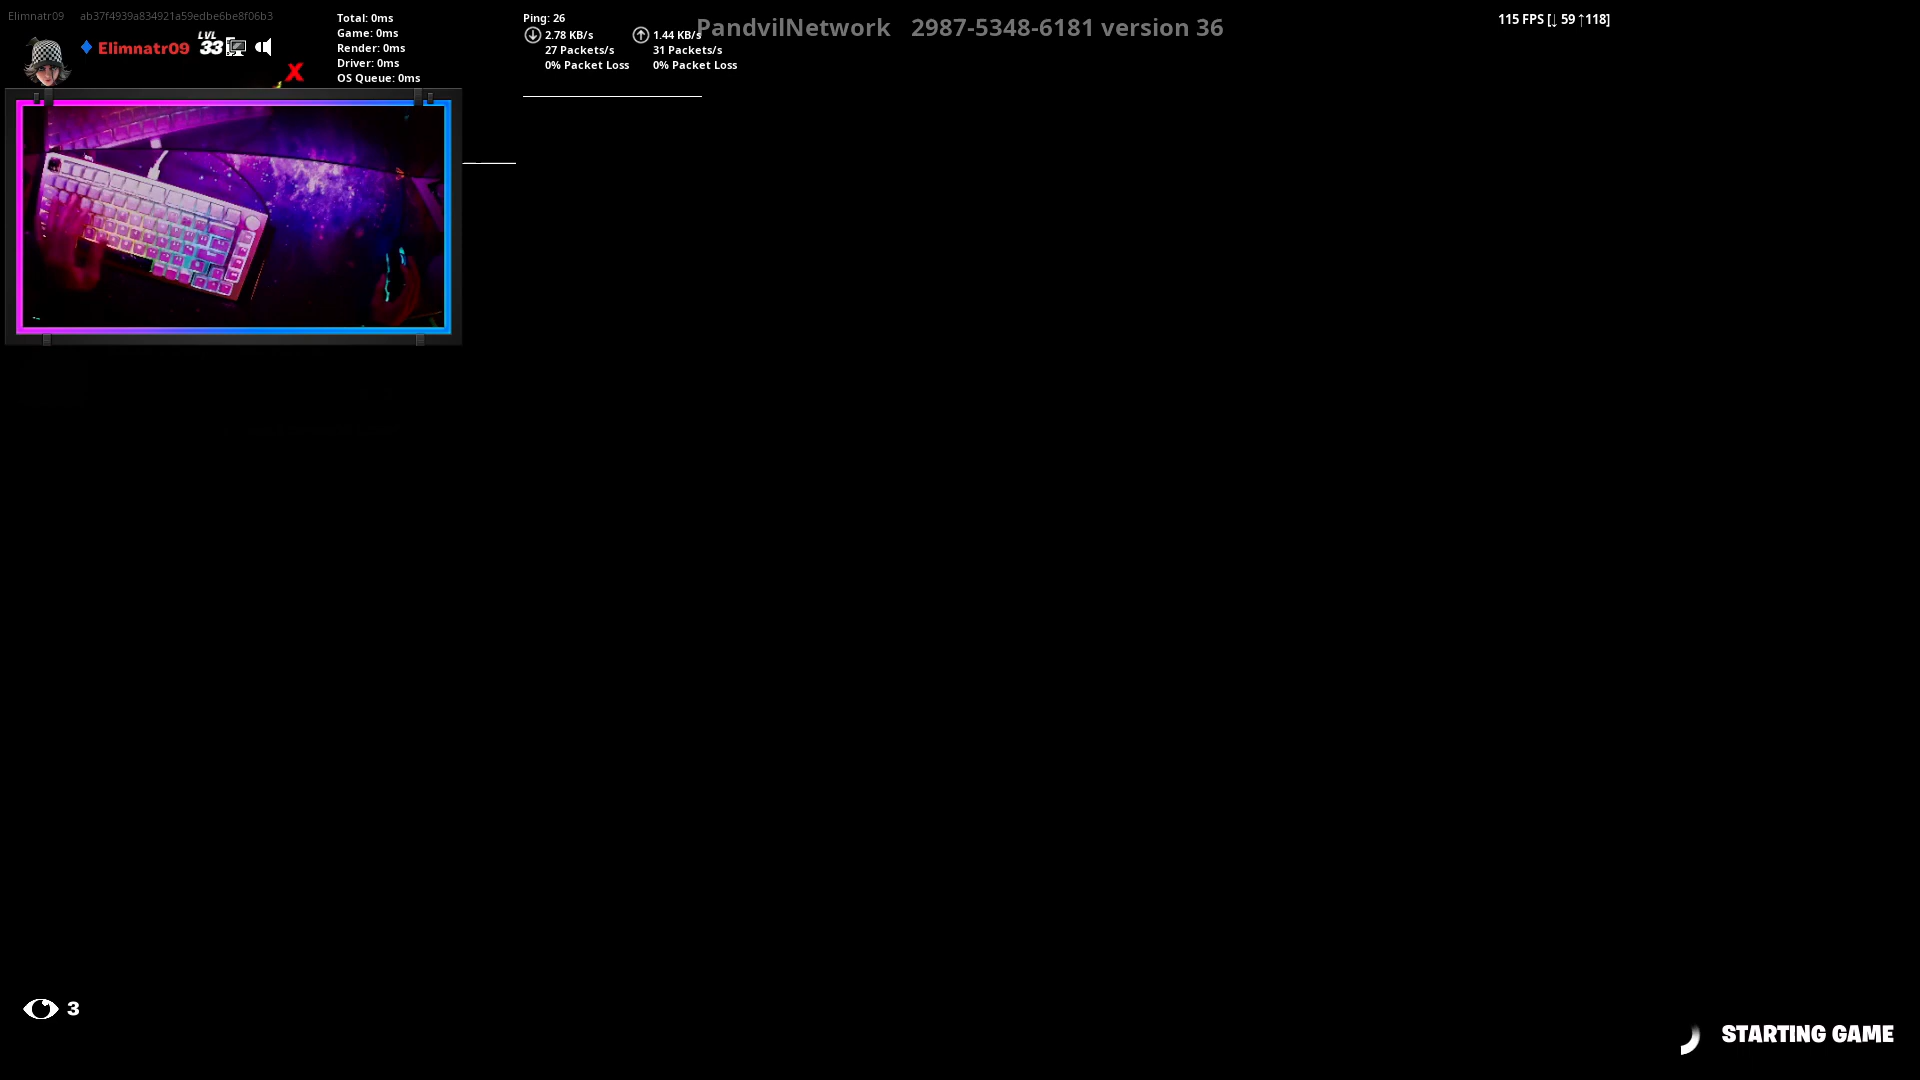 Elimnatr09 ab37f4939a834921a59edbe6be8f06b3
Elimnatr09 LVL 33
X
Total: 0ms
Game: 0ms
Render: 0ms
Driver: 0ms
OS Queue: 0ms
Ping: 26
2.78 KB/s 1.44 KB/s
27 Packets/s 31 Packets/s
0% Packet Loss 0% Packet Loss
PandvilNetwork 2987-5348-6181 version 36
115 FPS [↓ 59 ↑118]
3
STARTING GAME